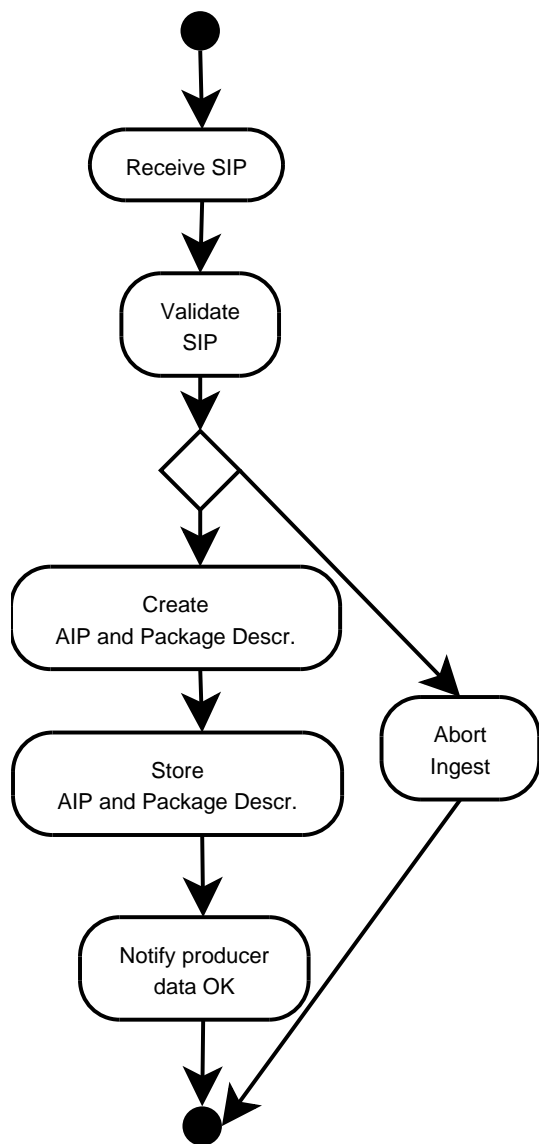 Receive SIP
Validate
SIP
Create
AIP and Package Descr.
Store
AIP and Package Descr.
Abort
Ingest
Notify producer
data OK